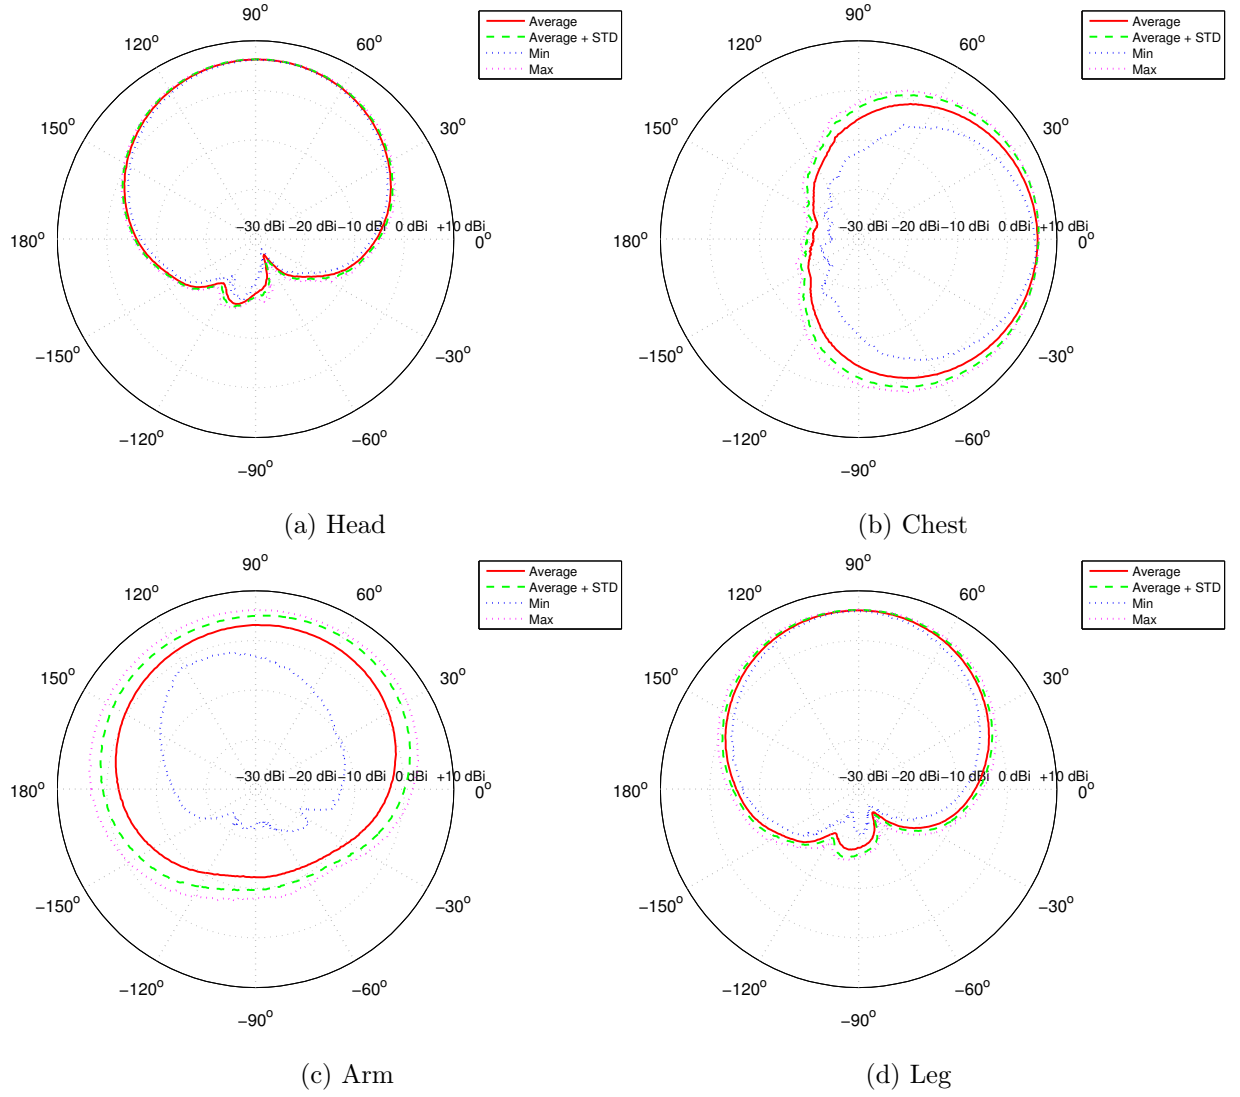 90°
120° 60°
150° 30°
180° 0°
−150° −30°
−120° −60°
−90°
−30 dBi −20 dBi −10 dBi 0 dBi +10 dBi
Average
Average + STD
Min
Max
(a) Head
90°
120° 60°
150° 30°
180° 0°
−150° −30°
−120° −60°
−90°
−30 dBi −20 dBi −10 dBi 0 dBi +10 dBi
Average
Average + STD
Min
Max
(b) Chest
90°
120° 60°
150° 30°
180° 0°
−150° −30°
−120° −60°
−90°
−30 dBi −20 dBi −10 dBi 0 dBi +10 dBi
Average
Average + STD
Min
Max
(c) Arm
90°
120° 60°
150° 30°
180° 0°
−150° −30°
−120° −60°
−90°
−30 dBi −20 dBi −10 dBi 0 dBi +10 dBi
Average
Average + STD
Min
Max
(d) Leg